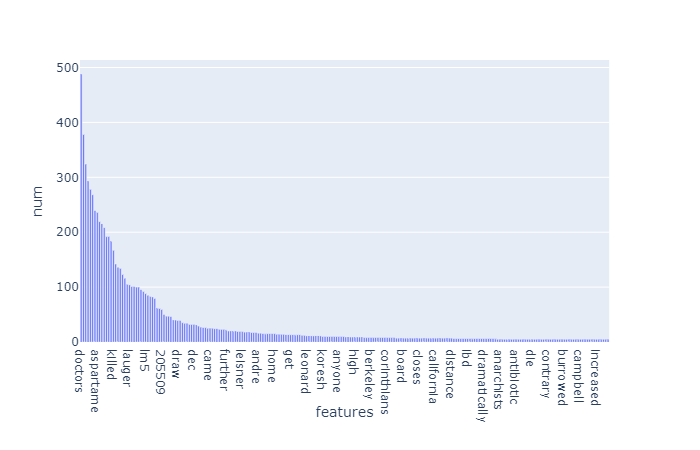 500
400
300
200
100
0
num
doctors
aspartame
killed
lauger
lm5
205509
draw
dec
came
further
leisner
andre
home
get
leonard
koresh
anyone
high
berkeley
corinthians
board
closes
california
distance
lbd
dramatically
anarchists
antibiotic
die
contrary
burrowed
campbell
increased
features